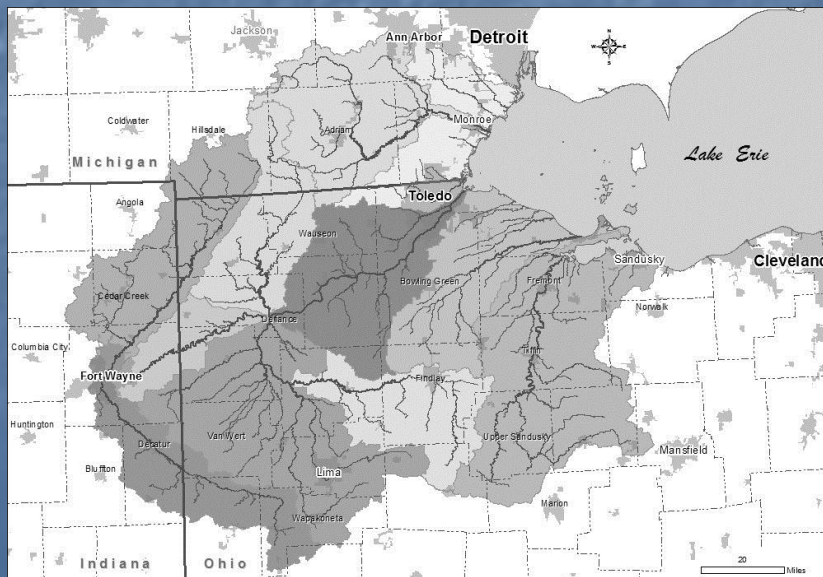 Jackson
Ann Arbor
Detroit
N
W E
S
Coldwater
Hillsdale
Adrian
Monroe
Michigan
Lake Erie
Angola
Toledo
Wauseon
Cedar Creek
Bowling Green
Fremont
Sandusky
Cleveland
Norwalk
Defiance
Columbia City
Tiffin
Fort Wayne
Findlay
Huntington
Decatur
Van Wert
Upper Sandusky
Bluffton
Lima
Mansfield
Wapakoneta
Marion
Indiana
Ohio
20
Miles